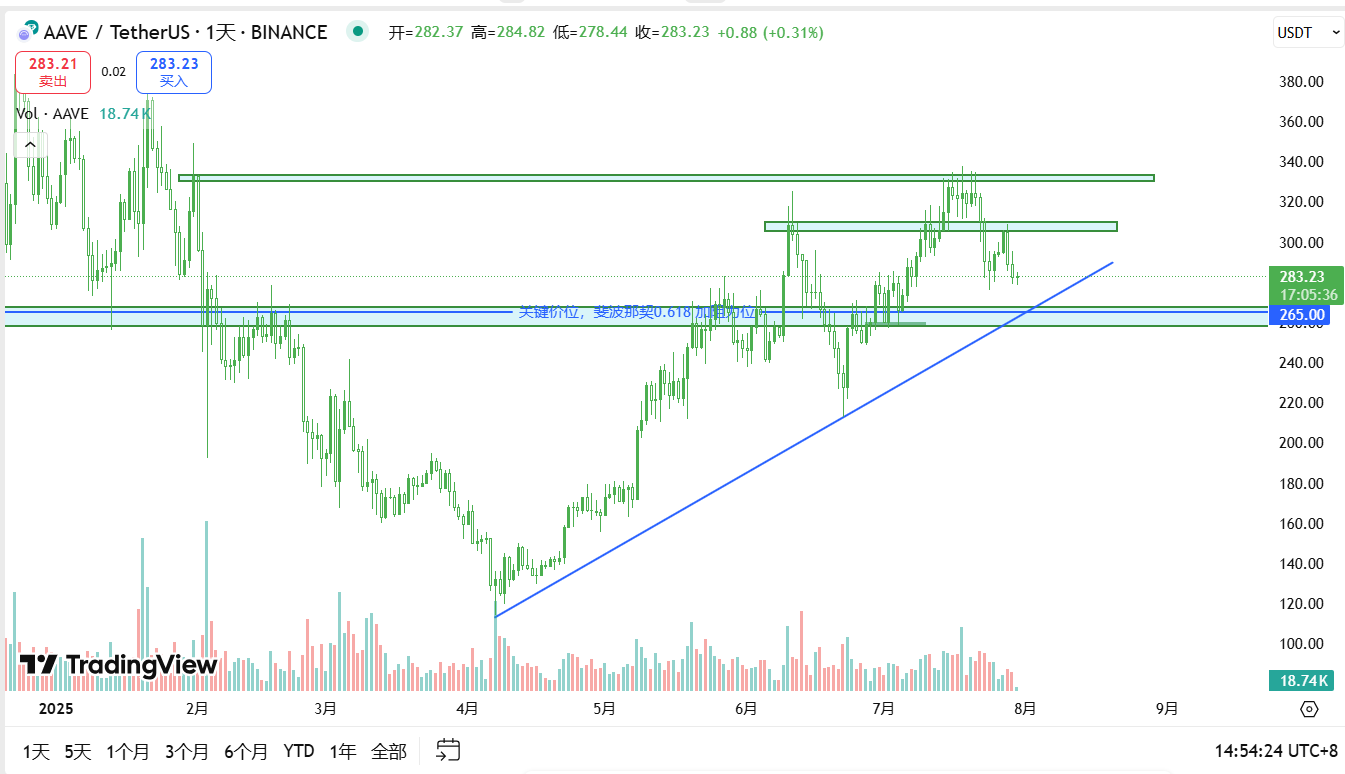 AAVE / TetherUS · 1天 · BINANCE 开=282.37 高=284.82 低=278.44 收=283.23 +0.88 (+0.31%)
USDT
283.21
卖出
0.02
283.23
买入
Vol · AAVE 18.74K
380.00
360.00
340.00
320.00
300.00
283.23
17:05:36
关键价位，斐波那契0.618
265.00
240.00
220.00
200.00
180.00
160.00
140.00
120.00
100.00
TradingView
18.74K
2025 2月 3月 4月 5月 6月 7月 8月 9月
1天 5天 1个月 3个月 6个月 YTD 1年 全部
14:54:24 UTC+8